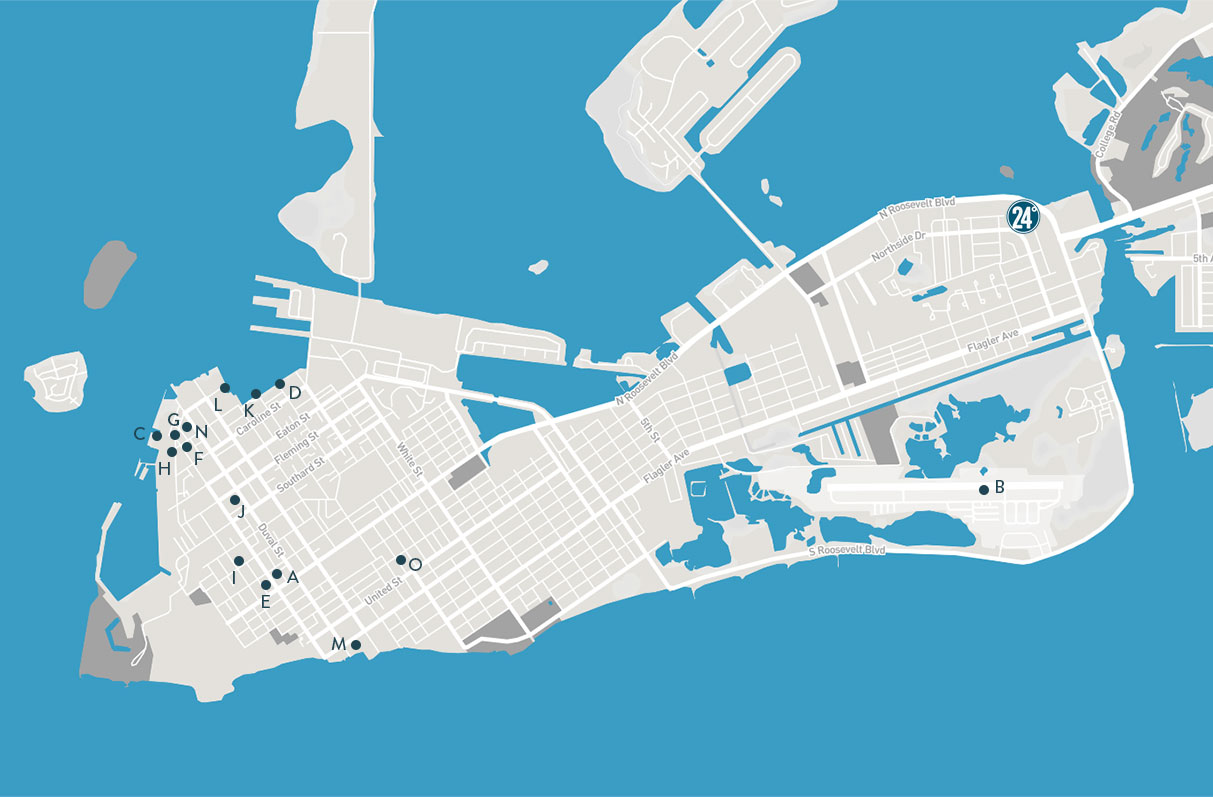 College Rd
N Roosevelt Blvd
24°
Northside Dr
5th A
Flagler Ave
N Roosevelt Blvd
L
K
D
Caroline St
G
N
C
Eaton St
5th St
F
H
Fleming St
White St
Flagler Ave
Southard St
B
J
Duval St
S Roosevelt Blvd
O
I
A
United St
E
M